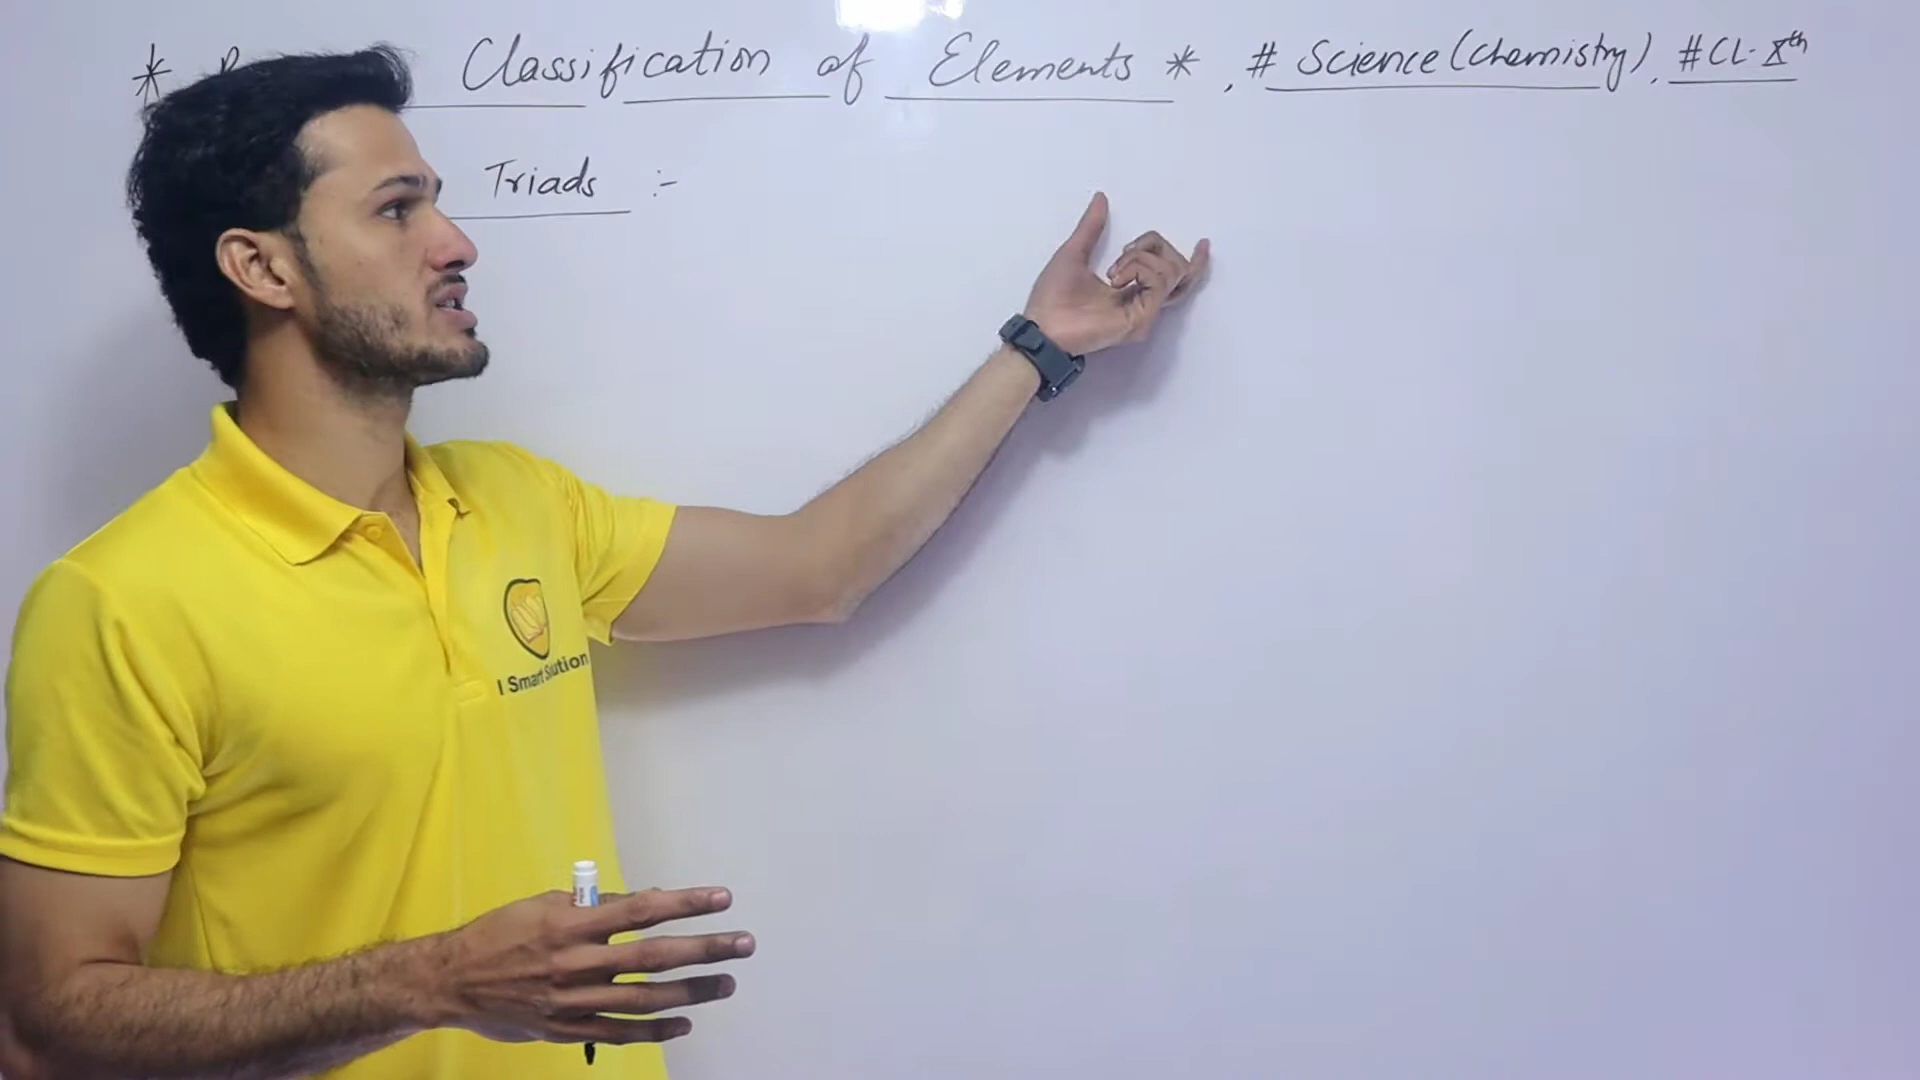 * Classification of Elements *, # Science (Chemistry), # CL. Xth
Triads :-
I Smart Solution